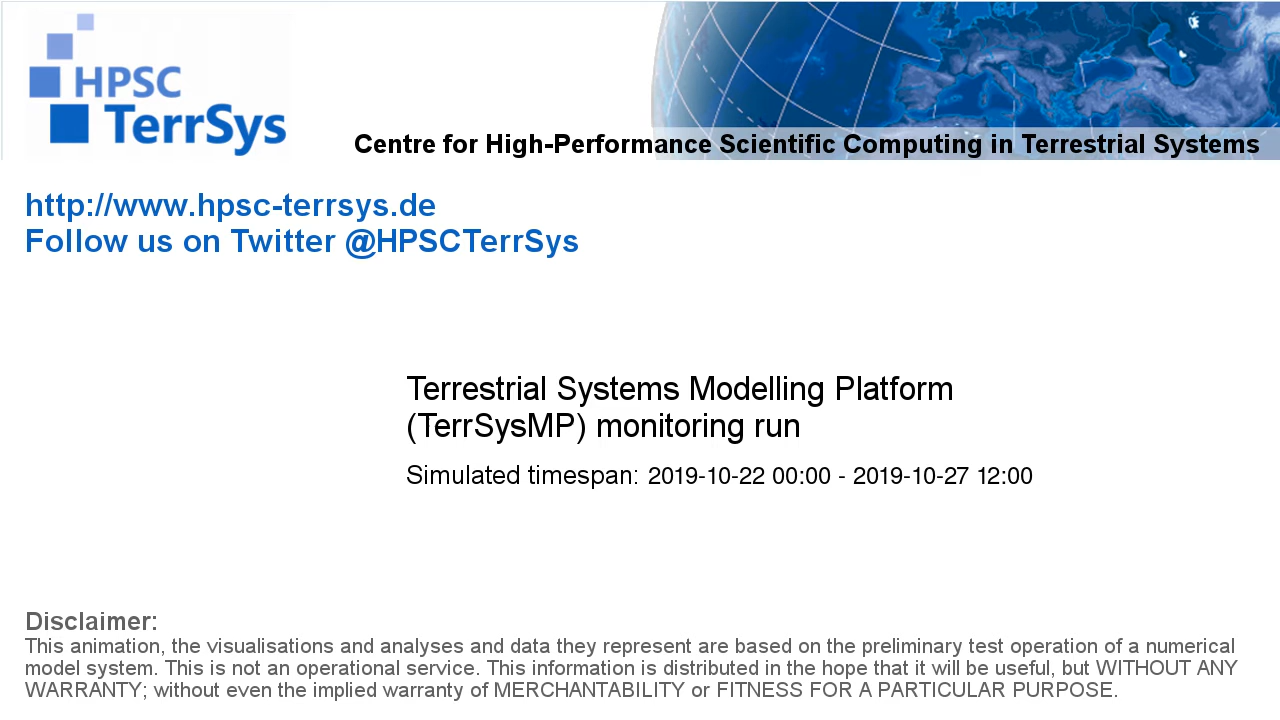 HPSC
TerrSys
Centre for High-Performance Scientific Computing in Terrestrial Systems
http://www.hpsc-terrsys.de
Follow us on Twitter @HPSCTerrSys
Terrestrial Systems Modelling Platform
(TerrSysMP) monitoring run
Simulated timespan: 2019-10-22 00:00 - 2019-10-27 12:00
Disclaimer:
This animation, the visualisations and analyses and data they represent are based on the preliminary test operation of a numerical
model system. This is not an operational service. This information is distributed in the hope that it will be useful, but WITHOUT ANY
WARRANTY; without even the implied warranty of MERCHANTABILITY or FITNESS FOR A PARTICULAR PURPOSE.